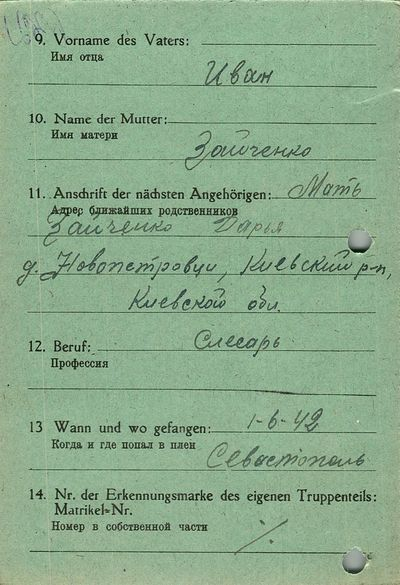 9. Vorname des Vaters:
Имя отца
Иван
10. Name der Mutter:
Имя матери
Зайченко
11. Anschrift der nächsten Angehörigen: Мать
Адрес ближайших родственников
Зайченко Дарья
д. Новопетровци, Киевский р-н,
Киевской обл.
12. Beruf: Слесарь
Профессия
13 Wann und wo gefangen: 1-6-42
Когда и где попал в плен
Севастополь
14. Nr. der Erkennungsmarke des eigenen Truppenteils:
Matrikel-Nr.
Номер в собственной части
·/.